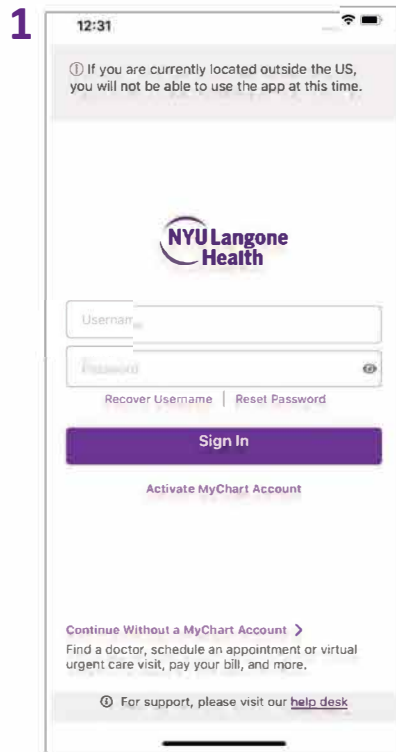 1
12:31
If you are currently located outside the US,
you will not be able to use the app at this time.
NYU Langone
Health
Username
Password
Recover Username | Reset Password
Sign In
Activate MyChart Account
Continue Without a MyChart Account >
Find a doctor, schedule an appointment or virtual
urgent care visit, pay your bill, and more.
For support, please visit our help desk